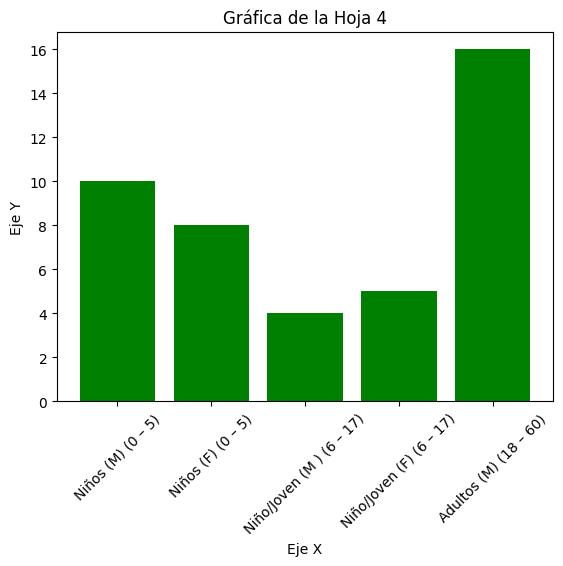 Gráfica de la Hoja 4
Eje Y
16
14
12
10
8
6
4
2
0
Niños (M) (0 – 5)
Niños (F) (0 – 5)
Niño/Joven (M ) (6 – 17)
Niño/Joven (F) (6 – 17)
Adultos (M) (18 – 60)
Eje X